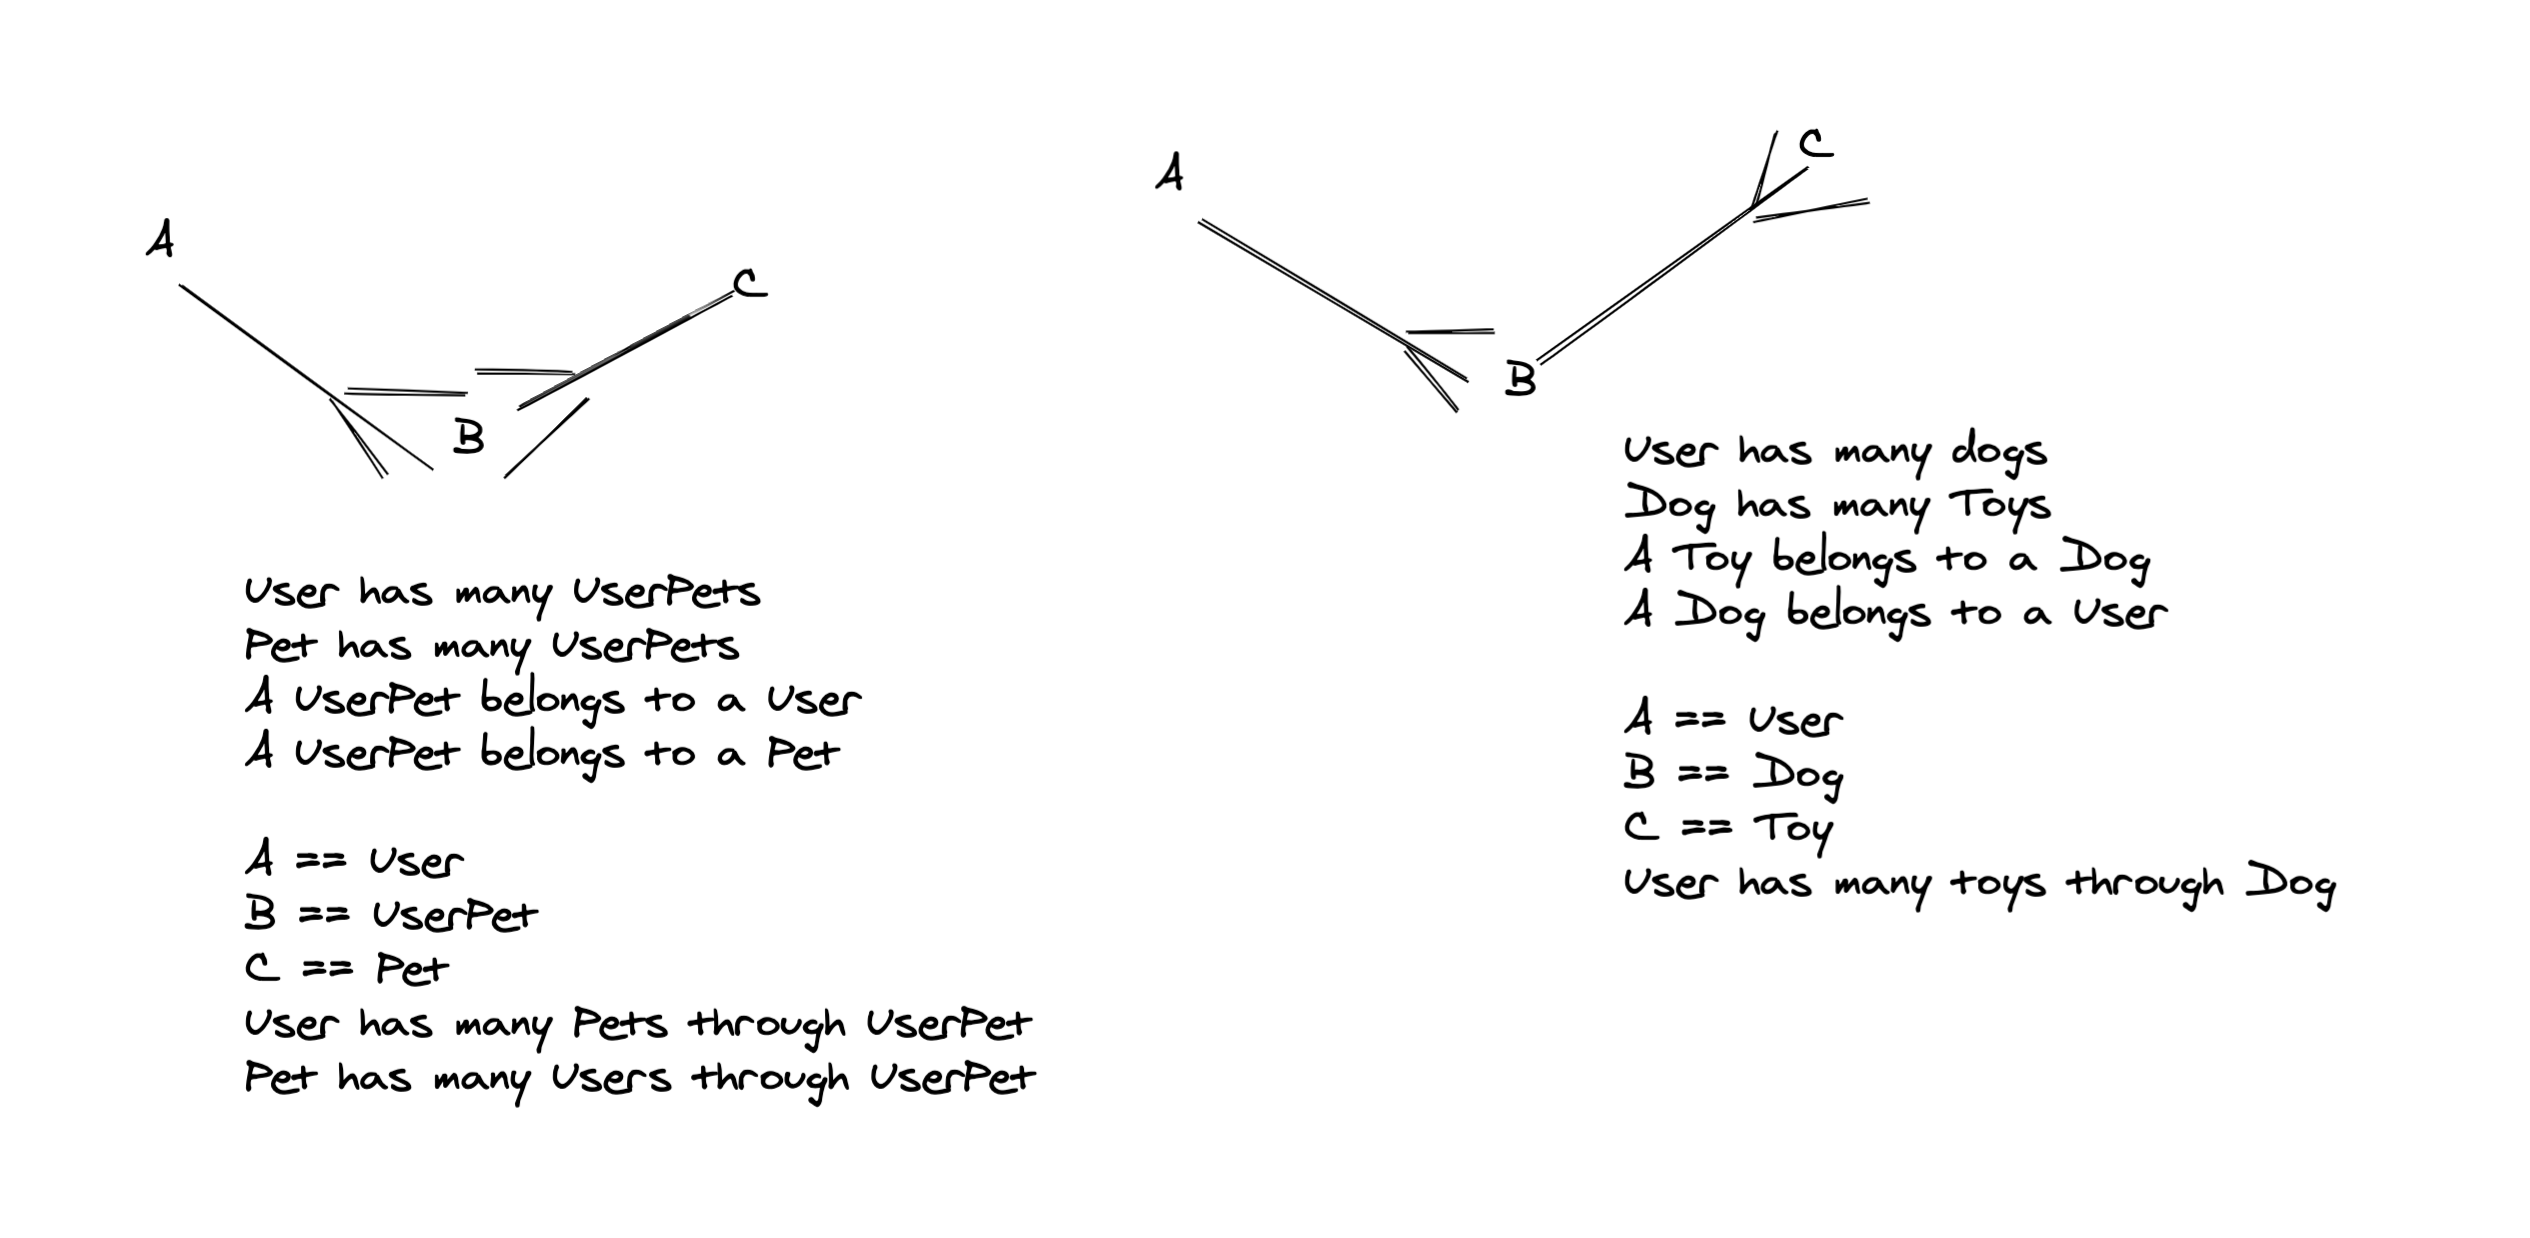 A
C
B
User has many UserPets
Pet has many UserPets
A UserPet belongs to a User
A UserPet belongs to a Pet
A == User
B == UserPet
C == Pet
User has many Pets through UserPet
Pet has many Users through UserPet
A
C
B
User has many dogs
Dog has many Toys
A Toy belongs to a Dog
A Dog belongs to a User
A == User
B == Dog
C == Toy
User has many toys through Dog